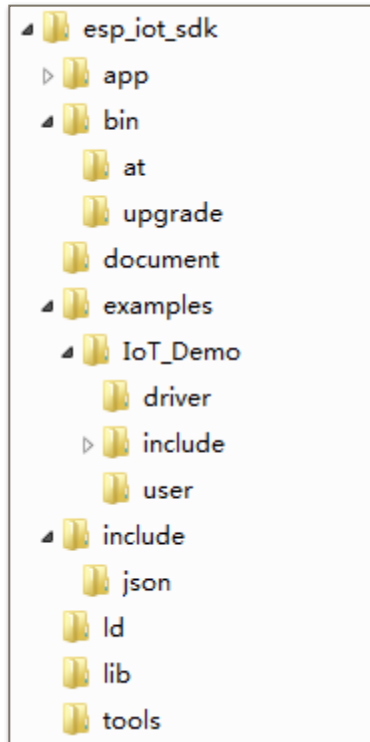 esp_iot_sdk
app
bin
at
upgrade
document
examples
IoT_Demo
driver
include
user
include
json
ld
lib
tools